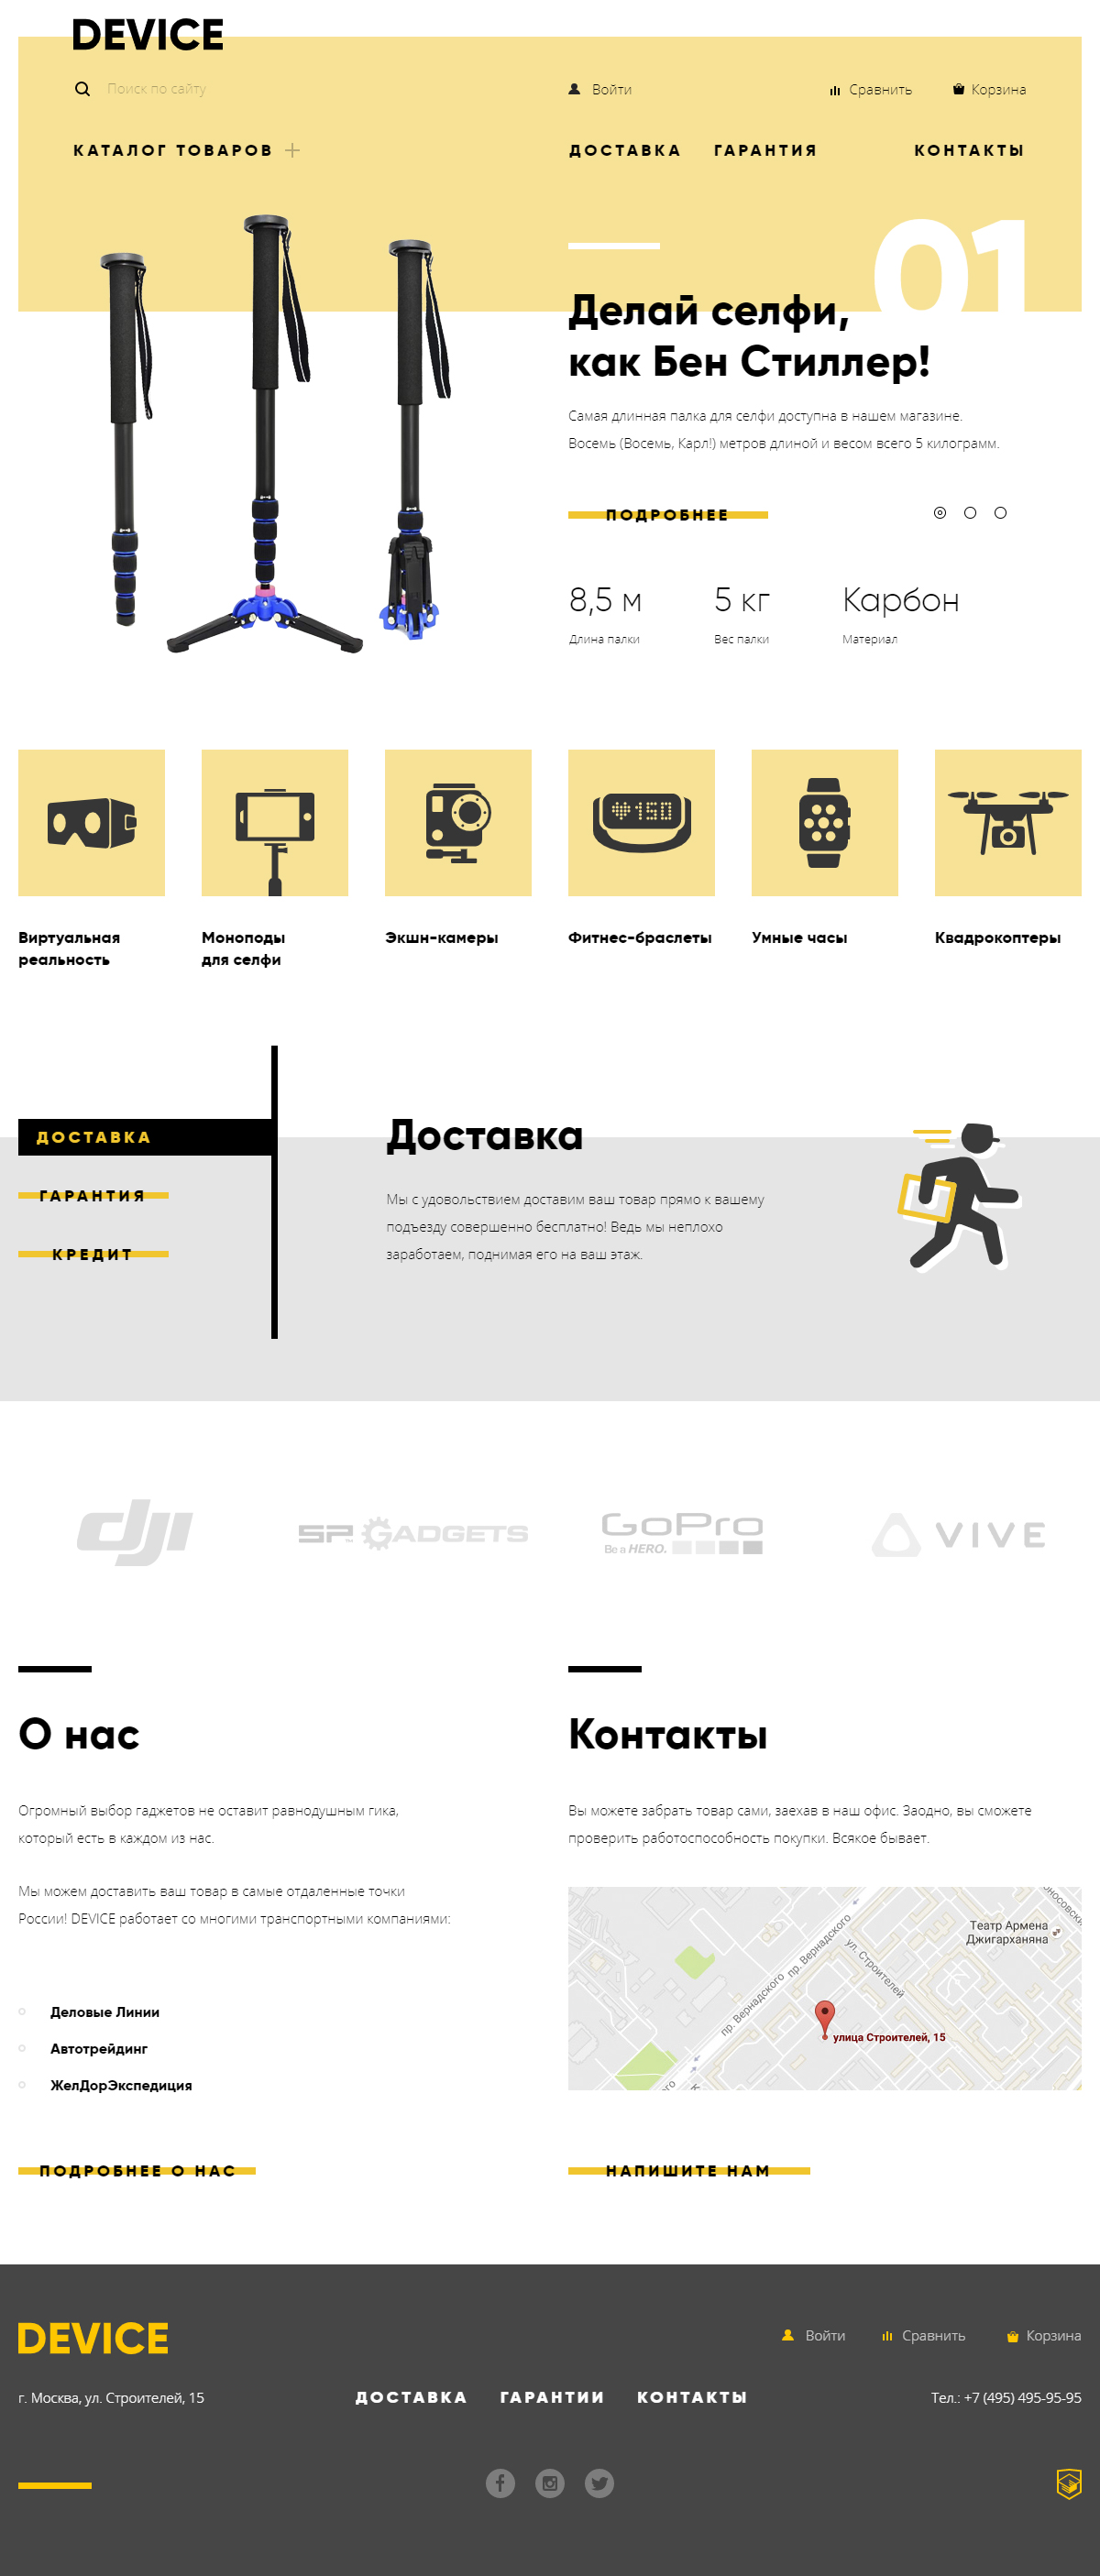 DEVICE
Поиск по сайту
Войти
Сравнить
Корзина
КАТАЛОГ ТОВАРОВ
ДОСТАВКА
ГАРАНТИЯ
КОНТАКТЫ
01
Делай селфи,
как Бен Стиллер!
Самая длинная палка для селфи доступна в нашем магазине.
Восемь (Восемь, Карл!) метров длиной и весом всего 5 килограмм.
ПОДРОБНЕЕ
8,5 м
5 кг
Карбон
Длина палки
Вес палки
Материал
150
Виртуальная
реальность
Моноподы
для селфи
Экшн-камеры
Фитнес-браслеты
Умные часы
Квадрокоптеры
ДОСТАВКА
ГАРАНТИЯ
КРЕДИТ
Доставка
Мы с удовольствием доставим ваш товар прямо к вашему
подъезду совершенно бесплатно! Ведь мы неплохо
заработаем, поднимая его на ваш этаж.
dji
SP GADGETS
GoPro
Be a HERO.
VIVE
О нас
Огромный выбор гаджетов не оставит равнодушным гика,
который есть в каждом из нас.
Мы можем доставить ваш товар в самые отдаленные точки
России! DEVICE работает со многими транспортными компаниями:
Деловые Линии
Автотрейдинг
ЖелДорЭкспедиция
ПОДРОБНЕЕ О НАС
Контакты
Вы можете забрать товар сами, заехав в наш офис. Заодно, вы сможете
проверить работоспособность покупки. Всякое бывает.
Театр Армена
Джигарханяна
пр. Вернадского
ул. Строителей
пр. Вернадского
улица Строителей, 15
НАПИШИТЕ НАМ
DEVICE
Войти
Сравнить
Корзина
г. Москва, ул. Строителей, 15
ДОСТАВКА
ГАРАНТИИ
КОНТАКТЫ
Тел.: +7 (495) 495-95-95